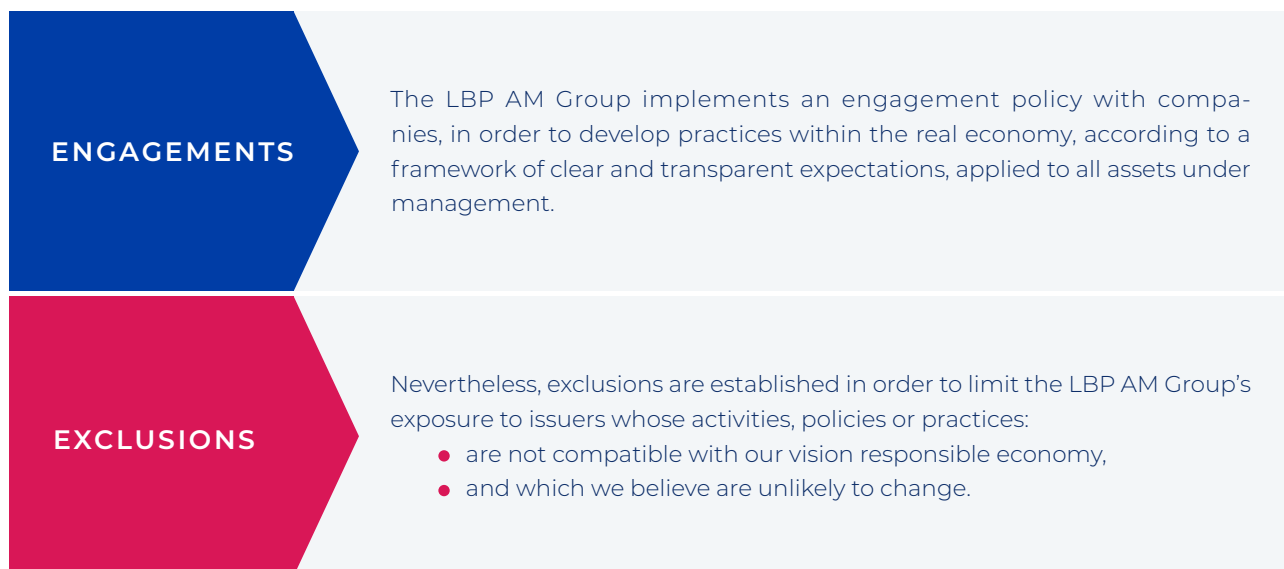 ENGAGEMENTS
The LBP AM Group implements an engagement policy with compa-
nies, in order to develop practices within the real economy, according to a
framework of clear and transparent expectations, applied to all assets under
management.
EXCLUSIONS
Nevertheless, exclusions are established in order to limit the LBP AM Group’s
exposure to issuers whose activities, policies or practices:
● are not compatible with our vision responsible economy,
● and which we believe are unlikely to change.